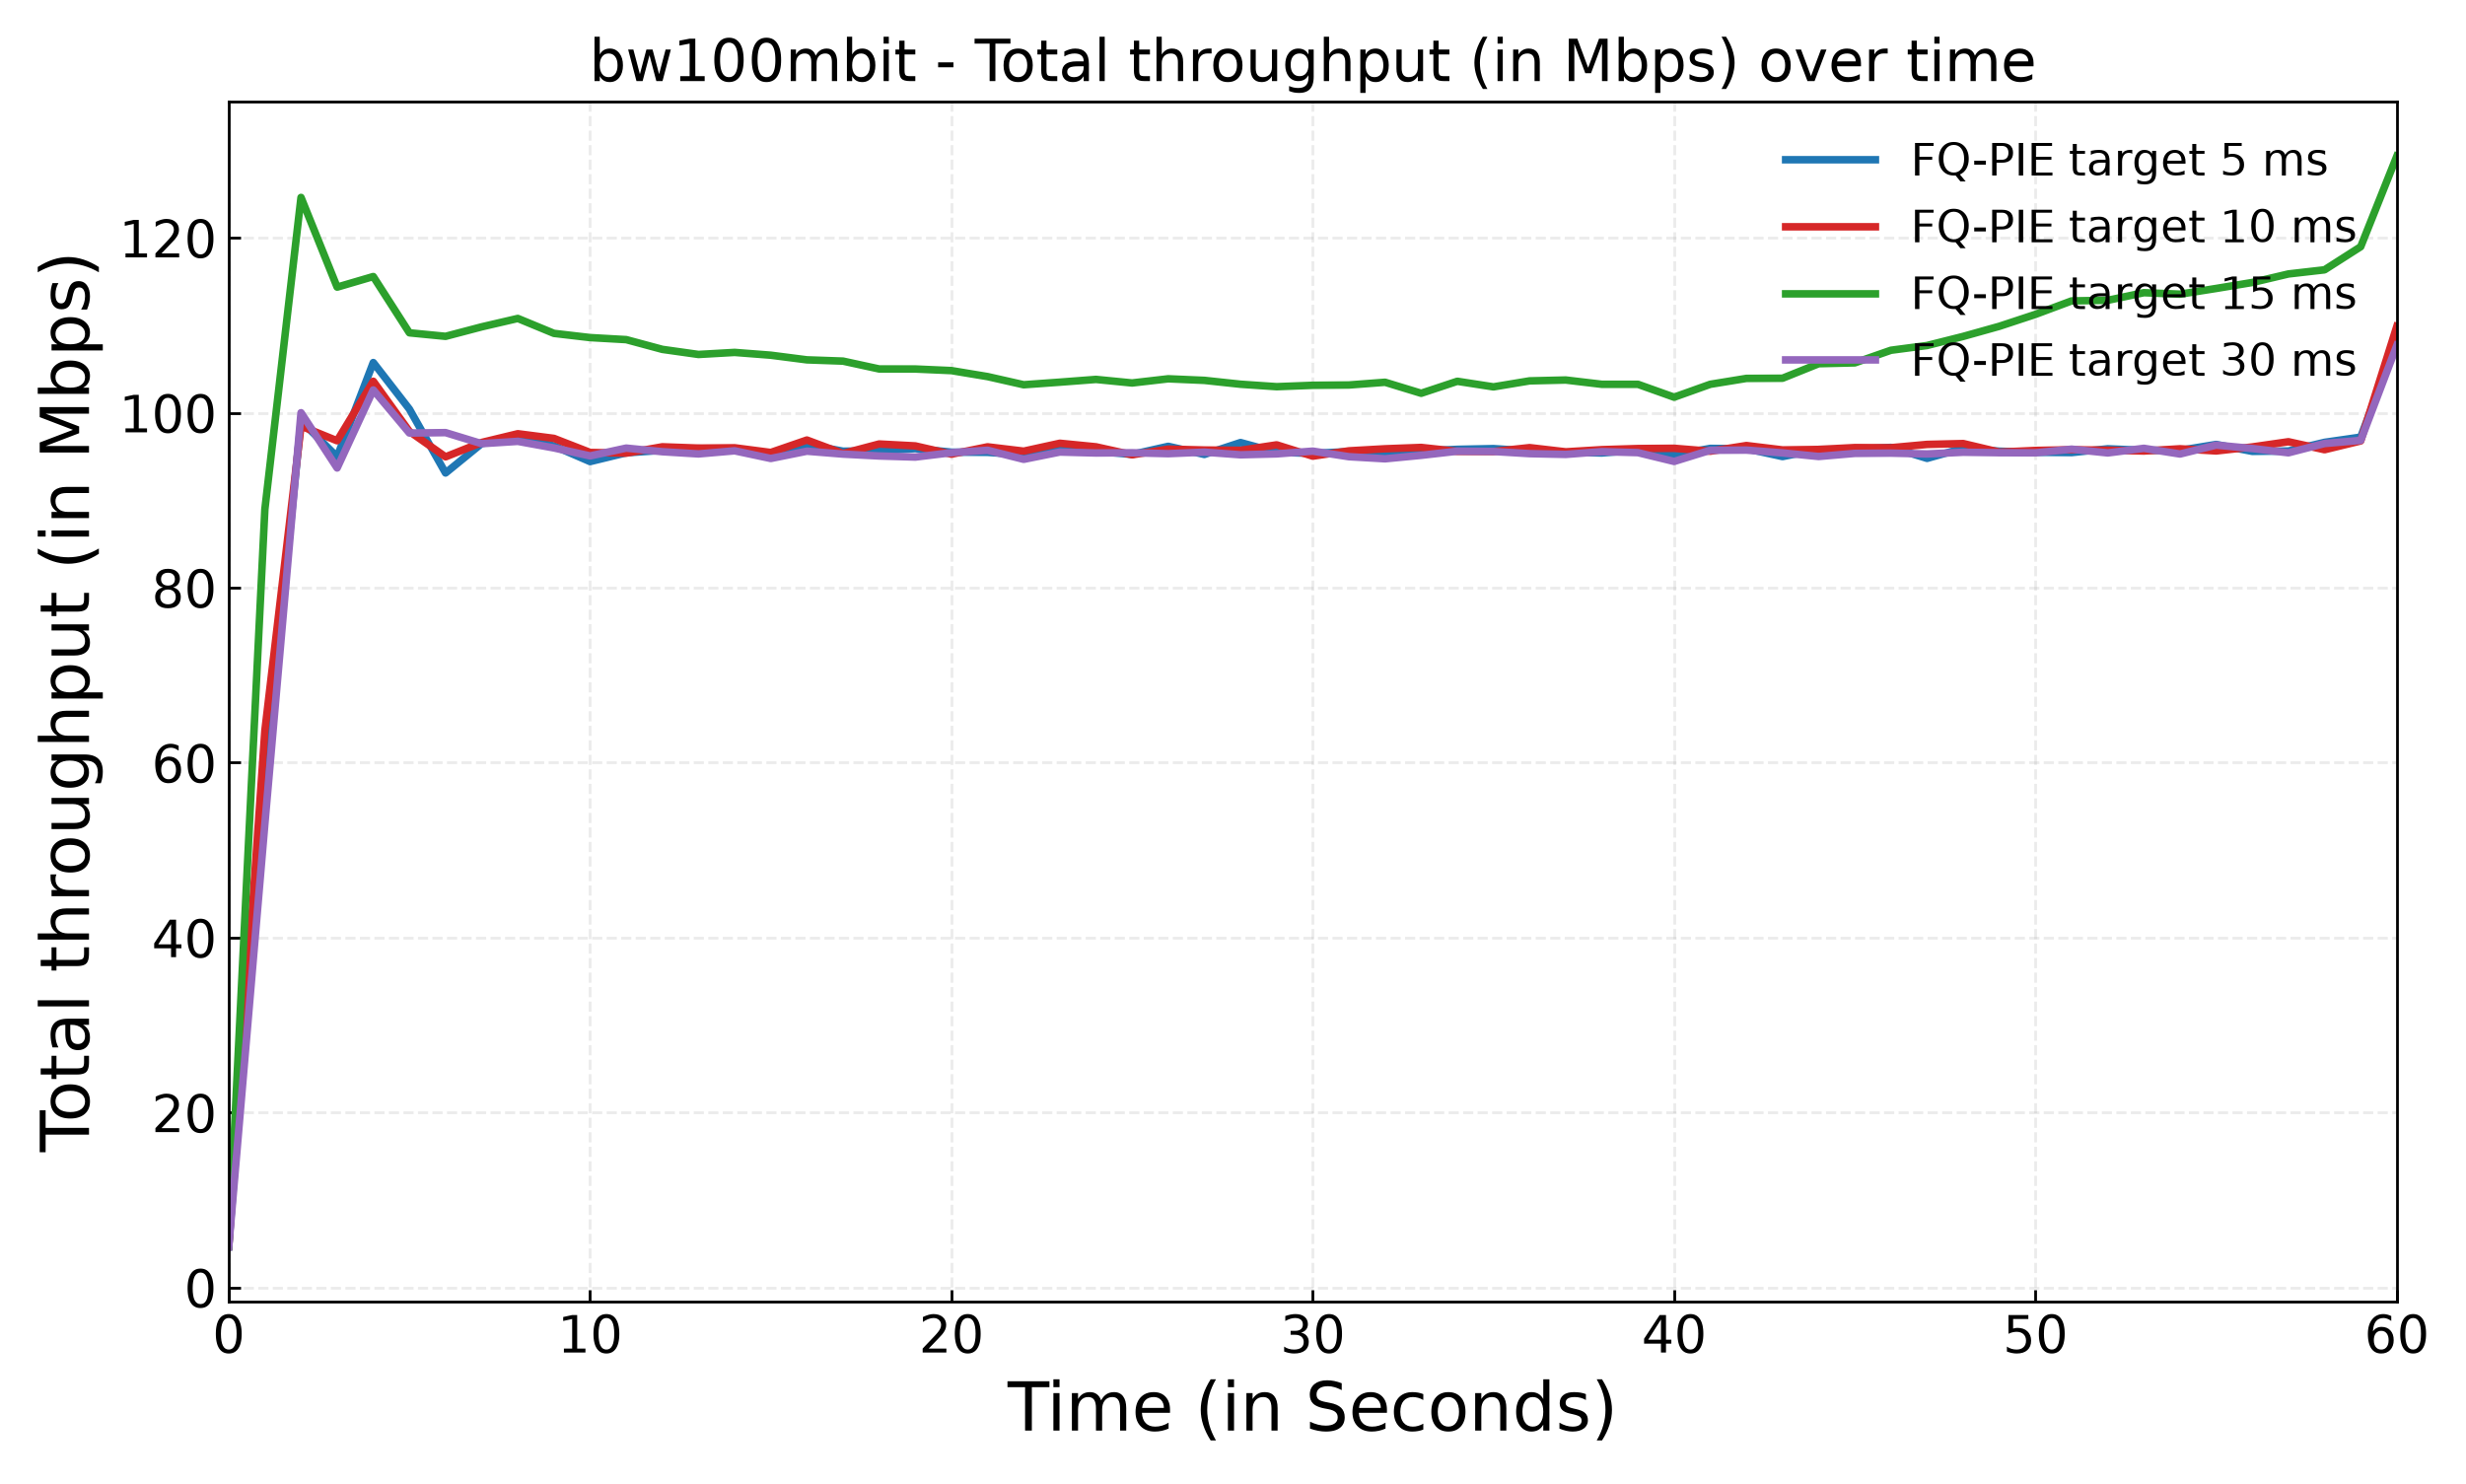 bw100mbit - Total throughput (in Mbps) over time
Total throughput (in Mbps)
120
100
80
60
40
20
0
FQ-PIE target 5 ms
FQ-PIE target 10 ms
FQ-PIE target 15 ms
FQ-PIE target 30 ms
0 10 20 30 40 50 60
Time (in Seconds)